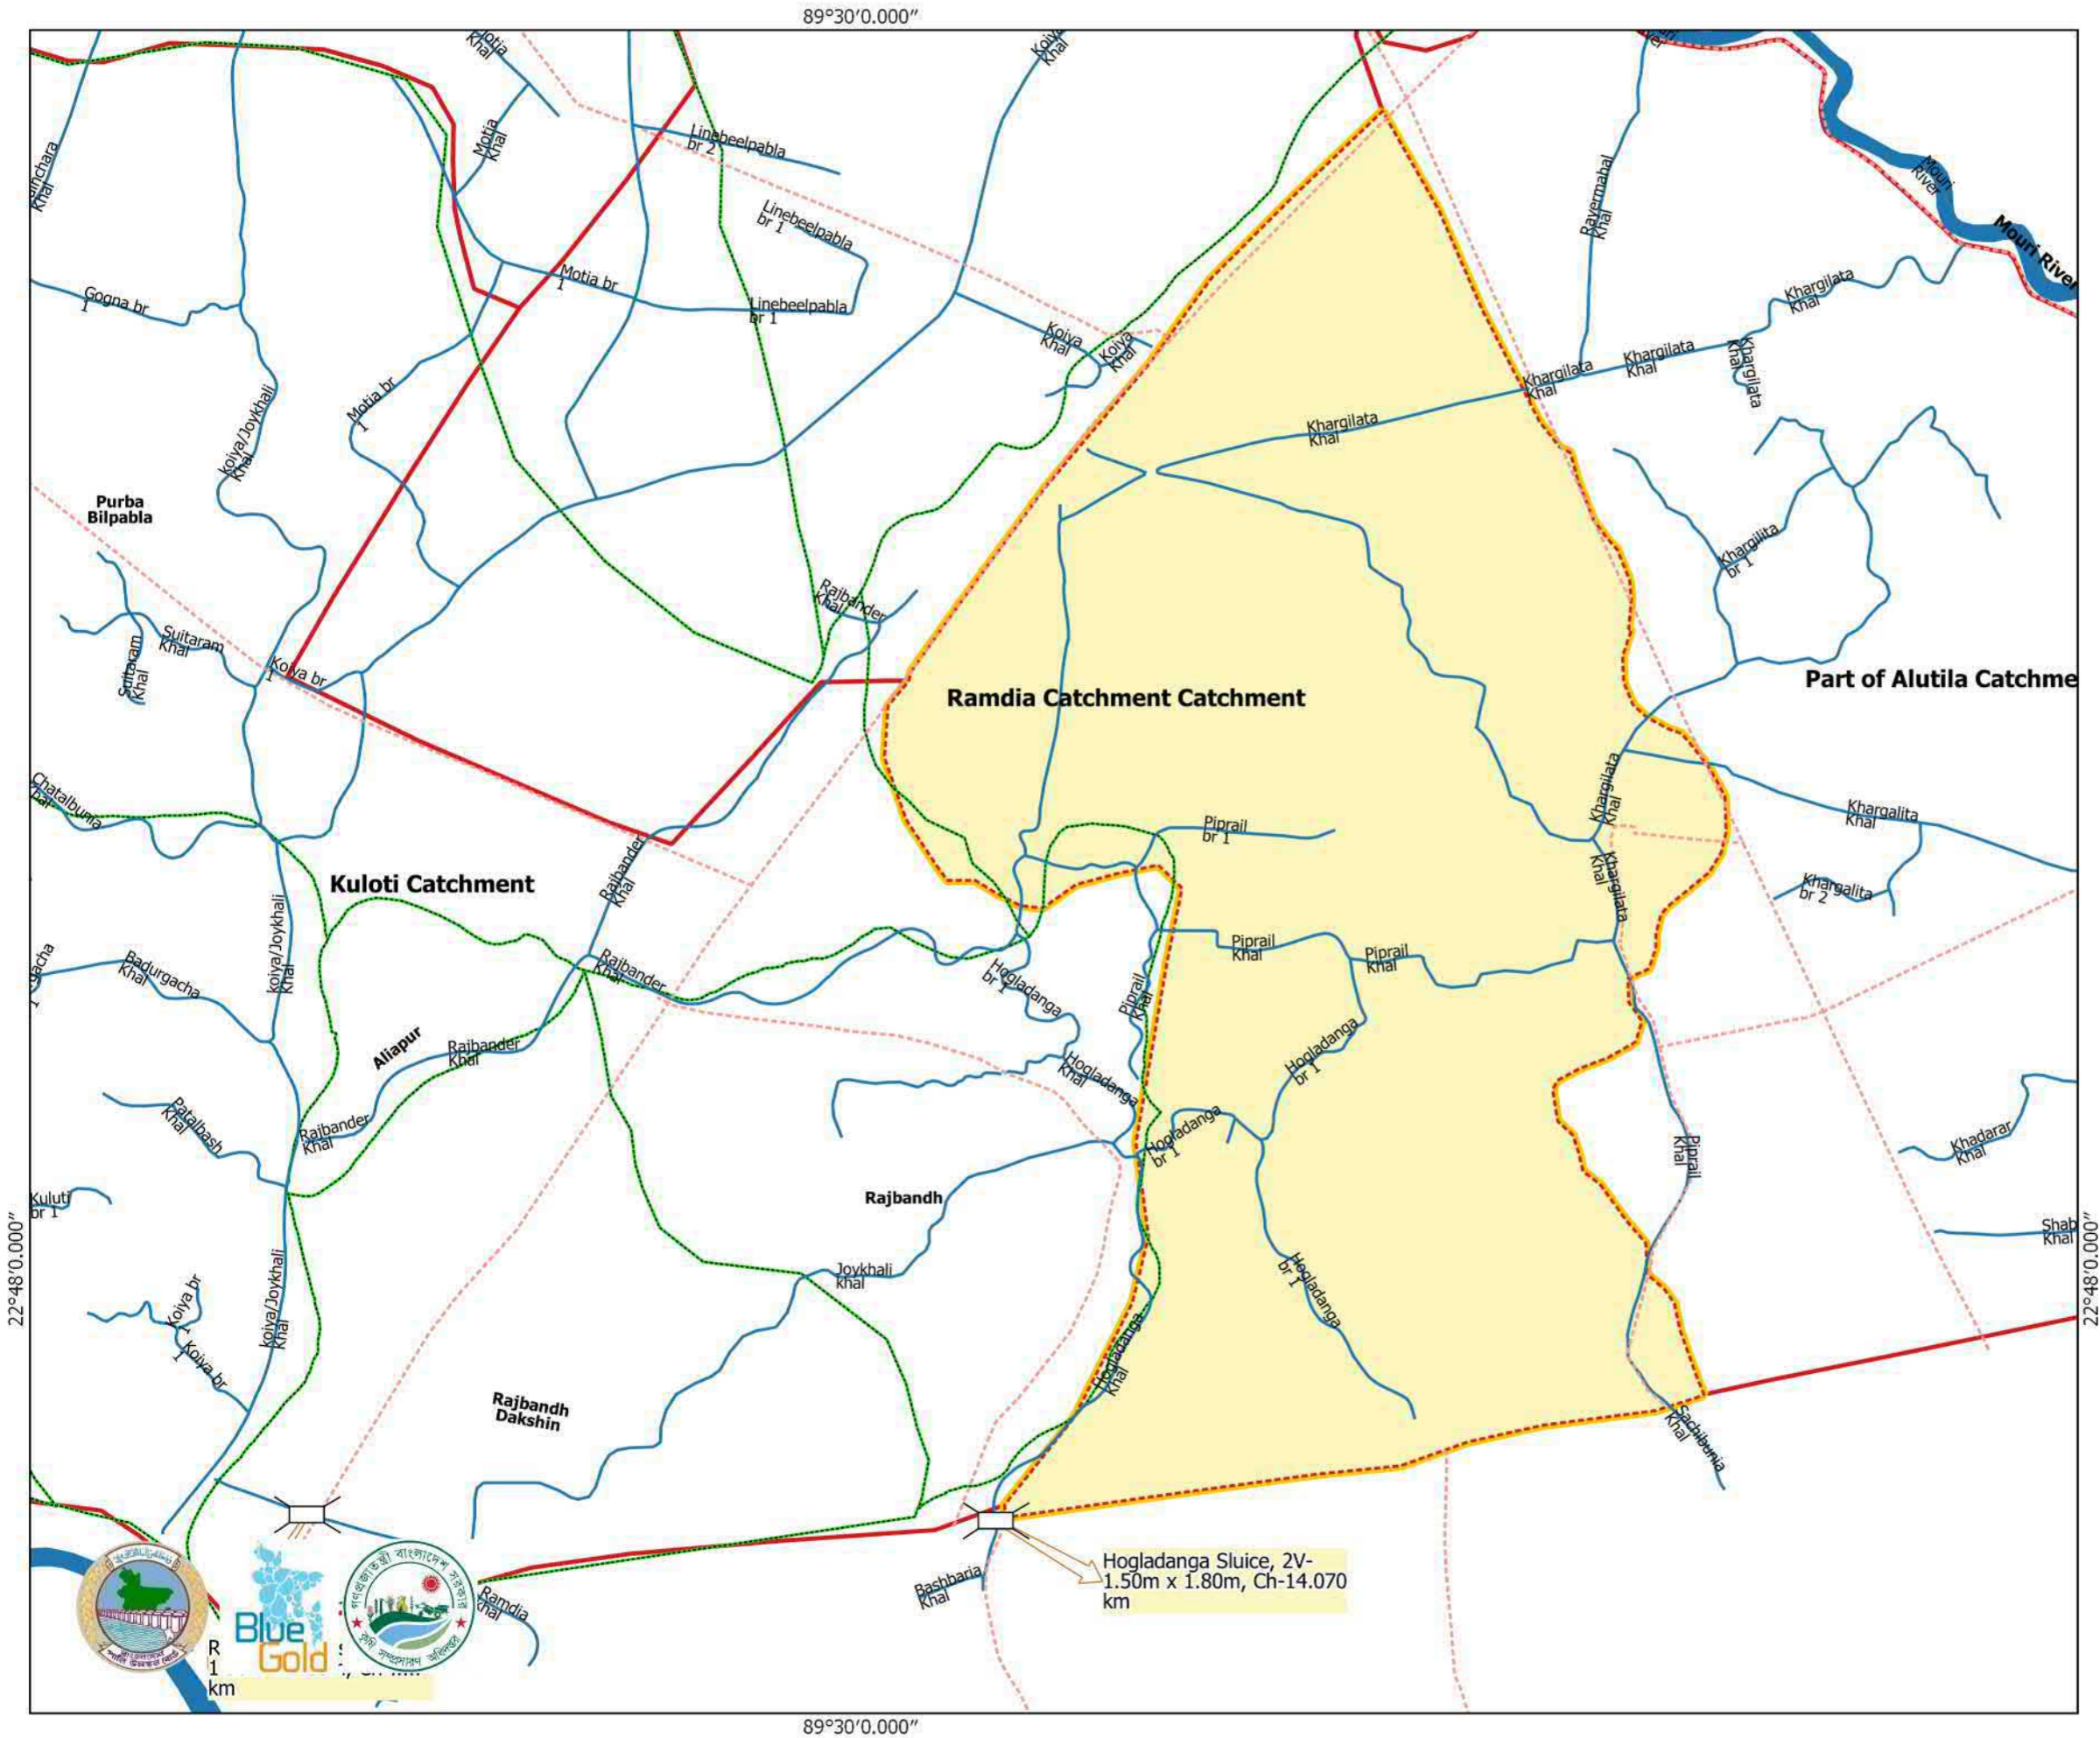 89°30′0.000″
Khal
Koiya
Khal
Motia
Khal
Linebeelpabla
br 2
Linebeelpabla
br 1
Linebeelpabla
br 1
Motia br
1
Motia br
1
Gogna br
1
Khal
koiya/Joykhali
Khal
Koiya
Khal
Koiya
Khal
Ravermahal
Khal
Mouri
River
Mouri River
Khargilata
Khal
Khargilata
Khal
Khargilata
Khal
Khargilata
Khal
Khargilata
Khal
Khargilita
br 1
Purba
Bilpabla
Suitaram
Khal
Suitaram
Khal
Koiya br
1
Rajbander
Khal
Ramdia Catchment Catchment
Part of Alutila Catchme
Chatalbunia
Khargilata
Khal
Khargilata
Khal
Khargalita
Khal
Khargalita
br 2
Piprail
br 1
Kuloti Catchment
Rajbander
Khal
koiya/Joykhali
Khal
Badurgacha
Khal
Rajbander
Khal
Piprail
Khal
Piprail
Khal
Piprail
Khal
Hogladanga
br 1
Hogladanga
Khal
Hogladanga
br 1
Hogladanga
br 1
Aliapur
Rajbander
Khal
Rajbander
Khal
Patalbash
Khal
Piprail
Khal
Khadarar
Khal
Kuluti
br 1
Rajbandh
Shab
Khal
22°48′0.000″
22°48′0.000″
koiya/Joykhali
Khal
Koiya br
1
Koiya br
1
Joykhali
khal
Hogladanga
br 1
Hogladanga
Khal
Rajbandh
Dakshin
Sachibunia
Khal
Hogladanga Sluice, 2V-
1.50m x 1.80m, Ch-14.070
km
Bashbaria
Khal
Ramdia
khal
Blue
Gold
R
1
km
89°30′0.000″